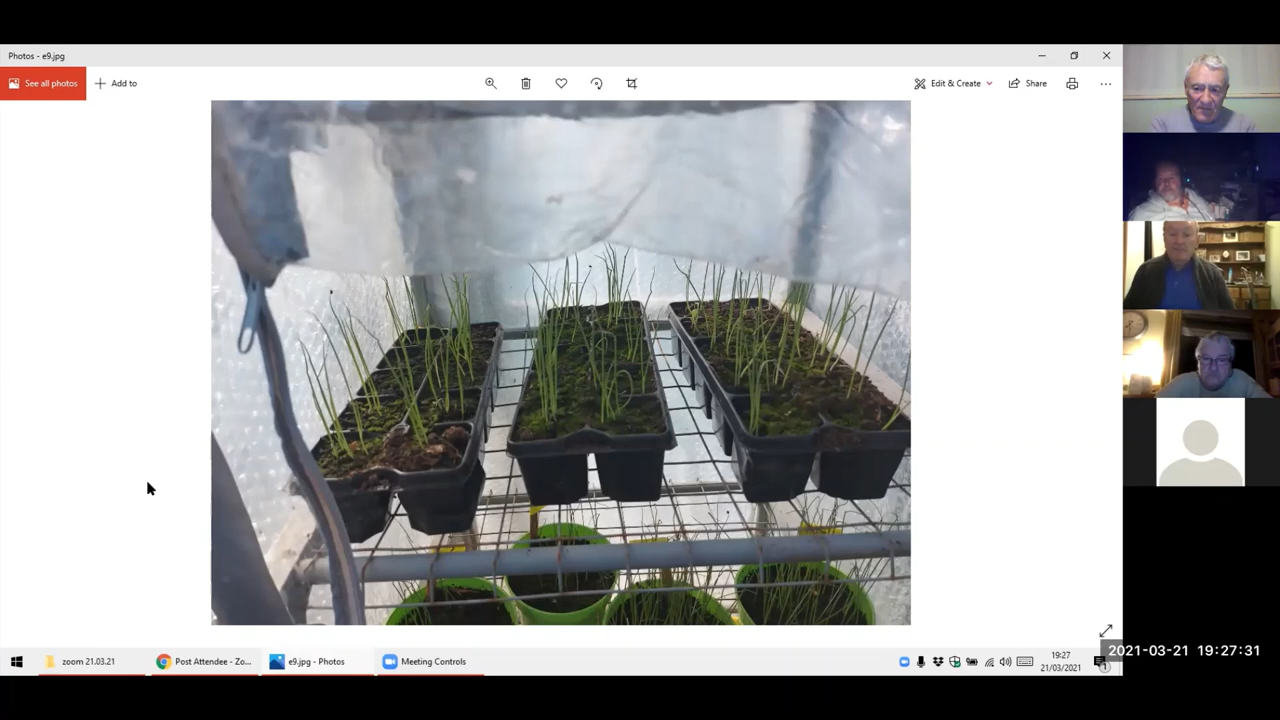 Photos - e9.jpg
See all photos
Add to
Edit & Create
Share
zoom 21.03.21
Post Attendee - Zo...
e9.jpg - Photos
Meeting Controls
19:27
21/03/2021
1
2021-03-21 19:27:31